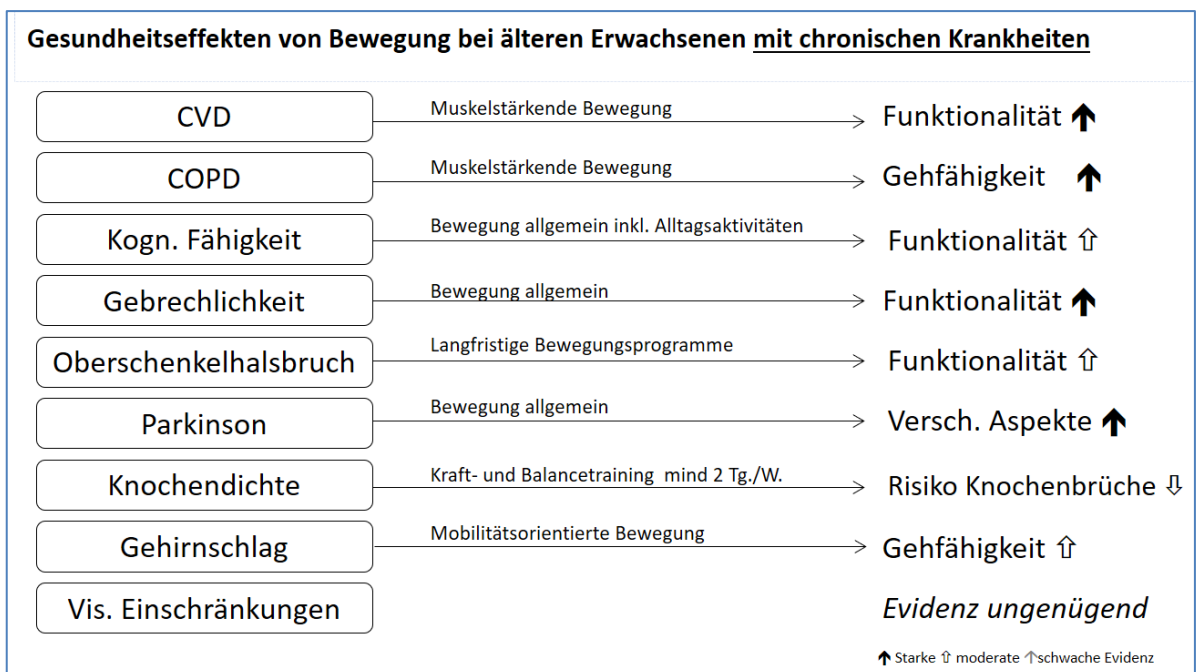 Gesundheitseffekten von Bewegung bei älteren Erwachsenen mit chronischen Krankheiten
CVD Muskelstärkende Bewegung Funktionalität ⬆
COPD Muskelstärkende Bewegung Gehfähigkeit ⬆
Kogn. Fähigkeit Bewegung allgemein inkl. Alltagsaktivitäten Funktionalität ⇧
Gebrechlichkeit Bewegung allgemein Funktionalität ⬆
Oberschenkelhalsbruch Langfristige Bewegungsprogramme Funktionalität ⇧
Parkinson Bewegung allgemein Versch. Aspekte ⬆
Knochendichte Kraft- und Balancetraining mind 2 Tg./W. Risiko Knochenbrüche ⇩
Gehirnschlag Mobilitätsorientierte Bewegung Gehfähigkeit ⇧
Vis. Einschränkungen Evidenz ungenügend
⬆ Starke ⇧ moderate ↑schwache Evidenz